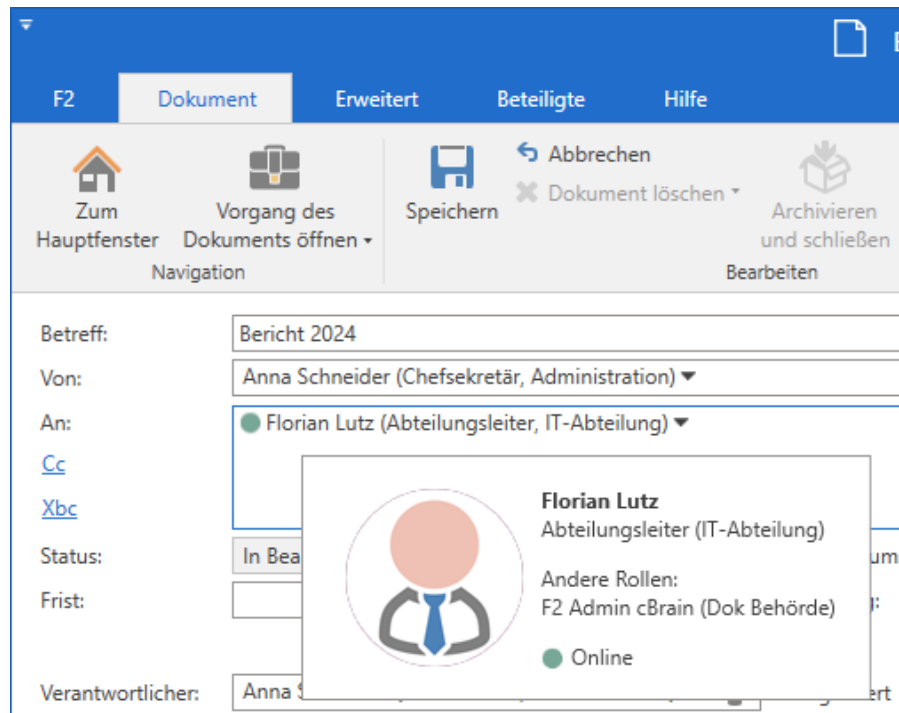 F2 Dokument Erweitert Beteiligte Hilfe
Zum Hauptfenster
Vorgang des Dokuments öffnen
Navigation
Speichern
Abbrechen
Dokument löschen
Archivieren und schließen
Bearbeiten
Betreff: Bericht 2024
Von: Anna Schneider (Chefsekretär, Administration)
An: Florian Lutz (Abteilungsleiter, IT-Abteilung)
Cc
Xbc
Florian Lutz
Abteilungsleiter (IT-Abteilung)
Andere Rollen:
F2 Admin cBrain (Dok Behörde)
Online
Status: In Bea
Frist:
Verantwortlicher: Anna